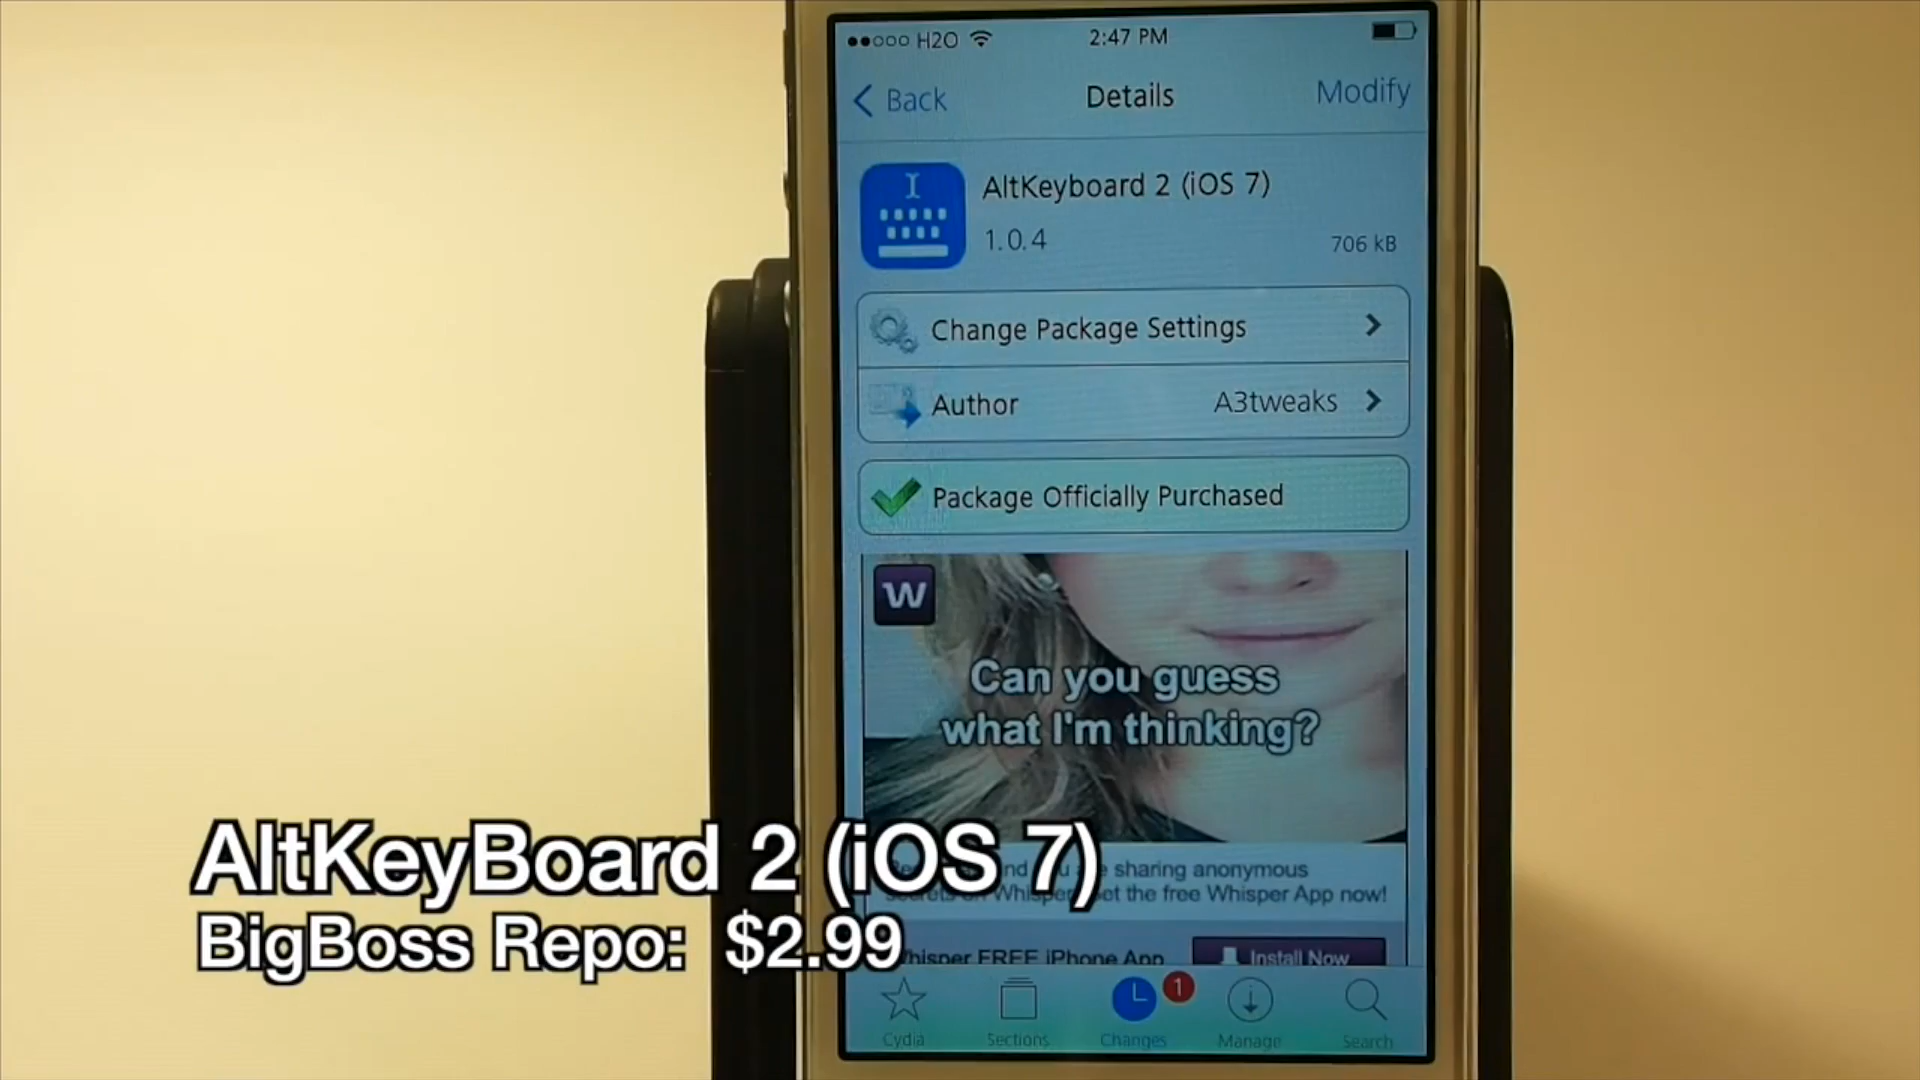 H2O
2:47 PM
Back
Details
Modify
AltKeyboard 2 (iOS 7)
1.0.4
706 kB
Change Package Settings
Author
A3tweaks
Package Officially Purchased
W
Can you guess
what I'm thinking?
sharing anonymous
the free Whisper App now!
AltKeyBoard 2 (iOS 7)
FREE iPhone App
Install Now
BigBoss Repo: $2.99
1
Cydia
Sections
Changes
Manage
Search